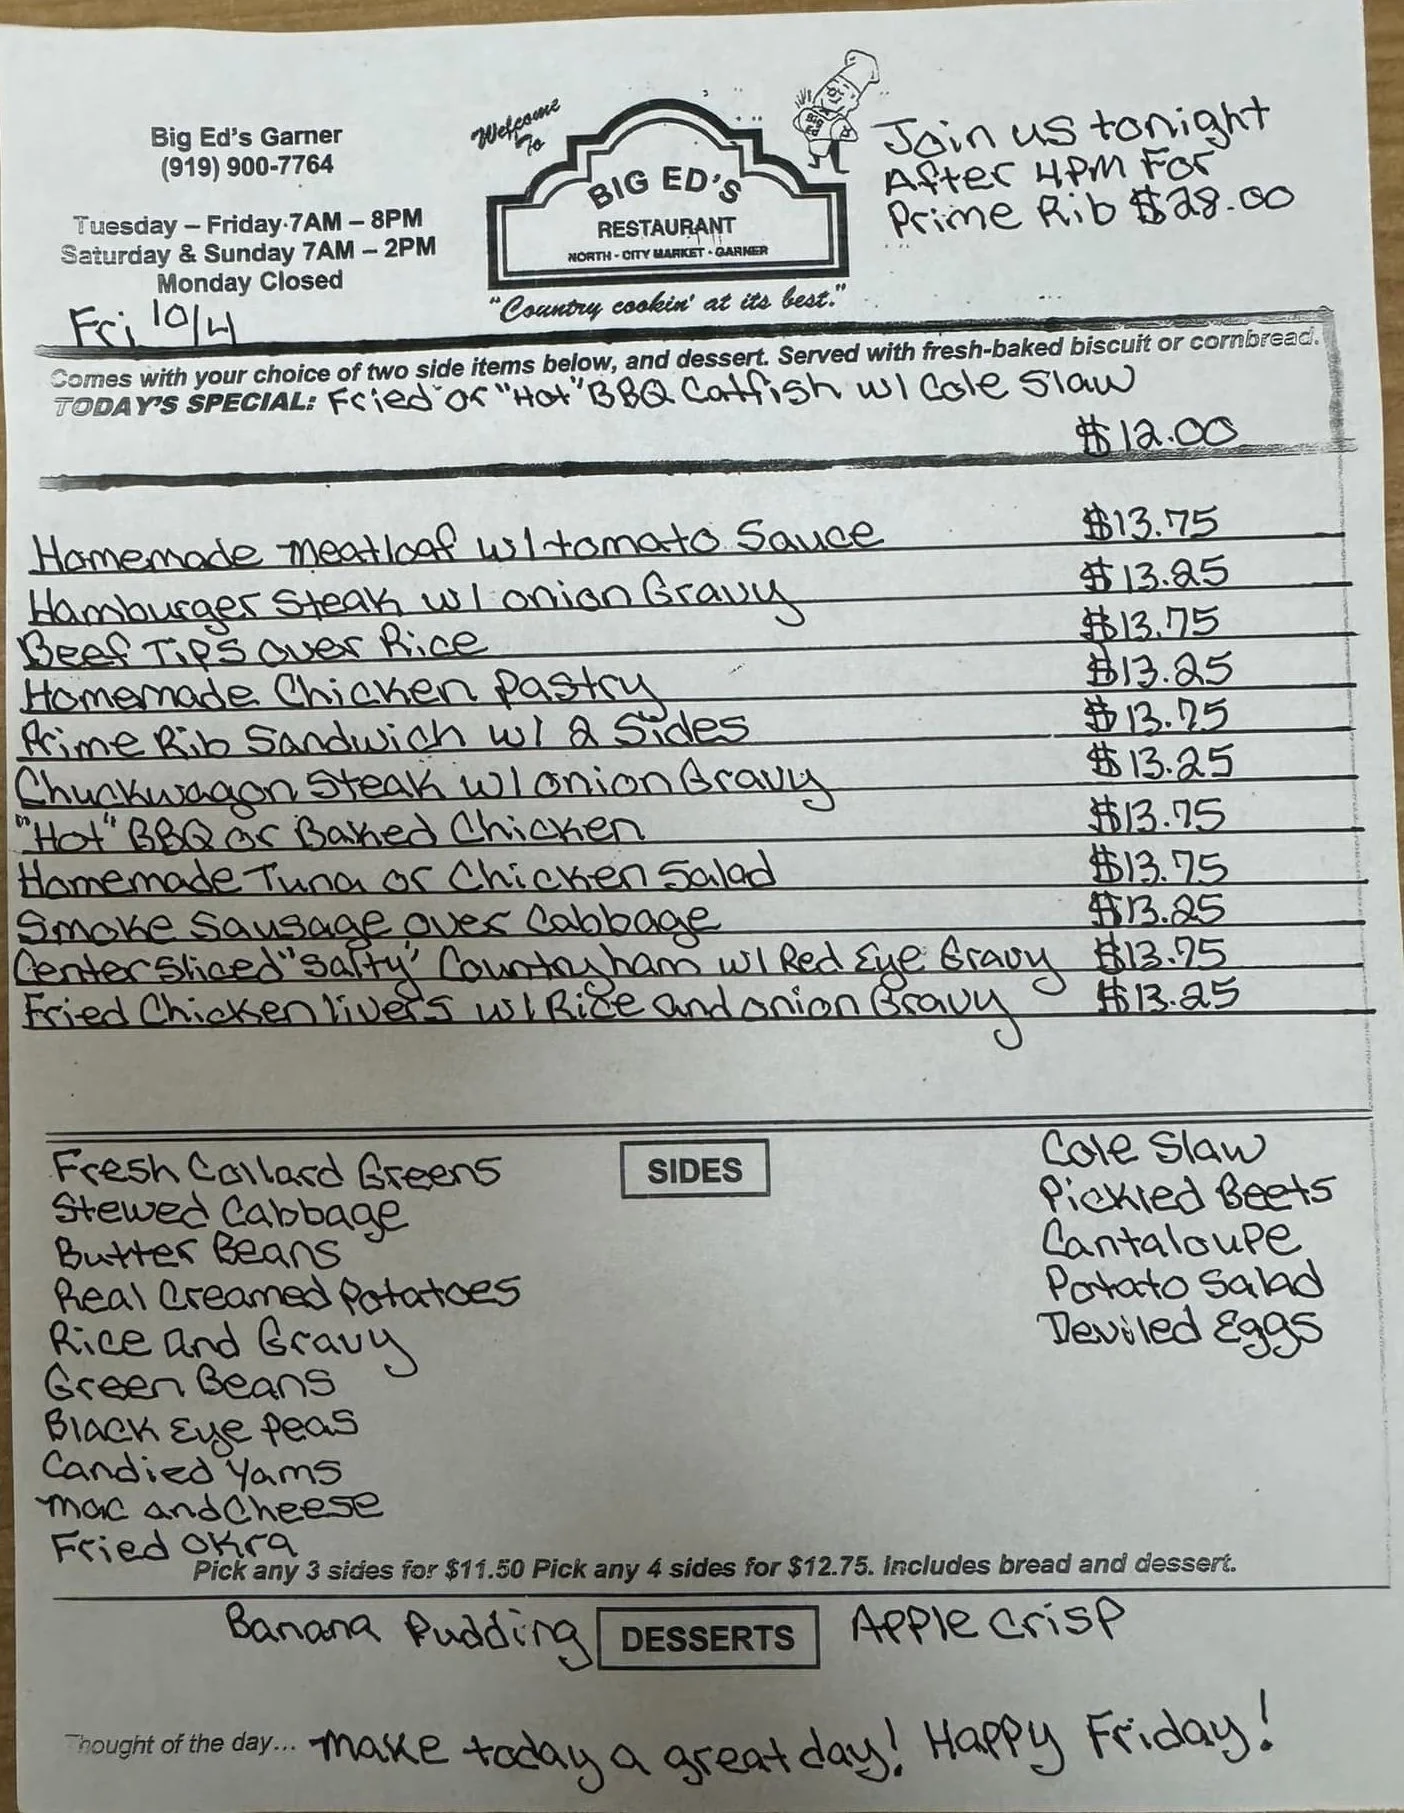 Big Ed's Garner
(919) 900-7764
Tuesday – Friday 7AM – 8PM
Saturday & Sunday 7AM – 2PM
Monday Closed
Fri 10/4
Welcome
To
BIG ED'S
RESTAURANT
NORTH - CITY MARKET - GARNER
"Country cookin' at its best."
Big
Ed's
Join us tonight
After 4PM For
Prime Rib $28.00
Comes with your choice of two side items below, and dessert. Served with fresh-baked biscuit or cornbread.
TODAY'S SPECIAL: Fried or "Hot" BBQ Catfish w/ Cole Slaw
$12.00
Homemade meatloaf w/ tomato Sauce $13.75
Hamburger Steak w/ onion Gravy $13.25
Beef Tips over Rice $13.75
Homemade Chicken Pastry $13.25
Prime Rib Sandwich w/ 2 Sides $13.75
Chuckwagon Steak w/ onion Gravy $13.25
"Hot" BBQ or Baked Chicken $13.75
Homemade Tuna or Chicken Salad $13.75
Smoke Sausage over Cabbage $13.25
Center Sliced "Salty" Country ham w/ Red Eye Gravy $13.75
Fried Chicken livers w/ Rice and onion Gravy $13.25
SIDES
Fresh Collard Greens
Stewed Cabbage
Butter Beans
Real Creamed Potatoes
Rice and Gravy
Green Beans
Black Eye Peas
Candied Yams
mac and Cheese
Fried OKra
Cole Slaw
Pickled Beets
Cantaloupe
Potato Salad
Deviled Eggs
Pick any 3 sides for $11.50 Pick any 4 sides for $12.75. Includes bread and dessert.
Banana Pudding DESSERTS Apple Crisp
Thought of the day... make today a great day! Happy Friday!